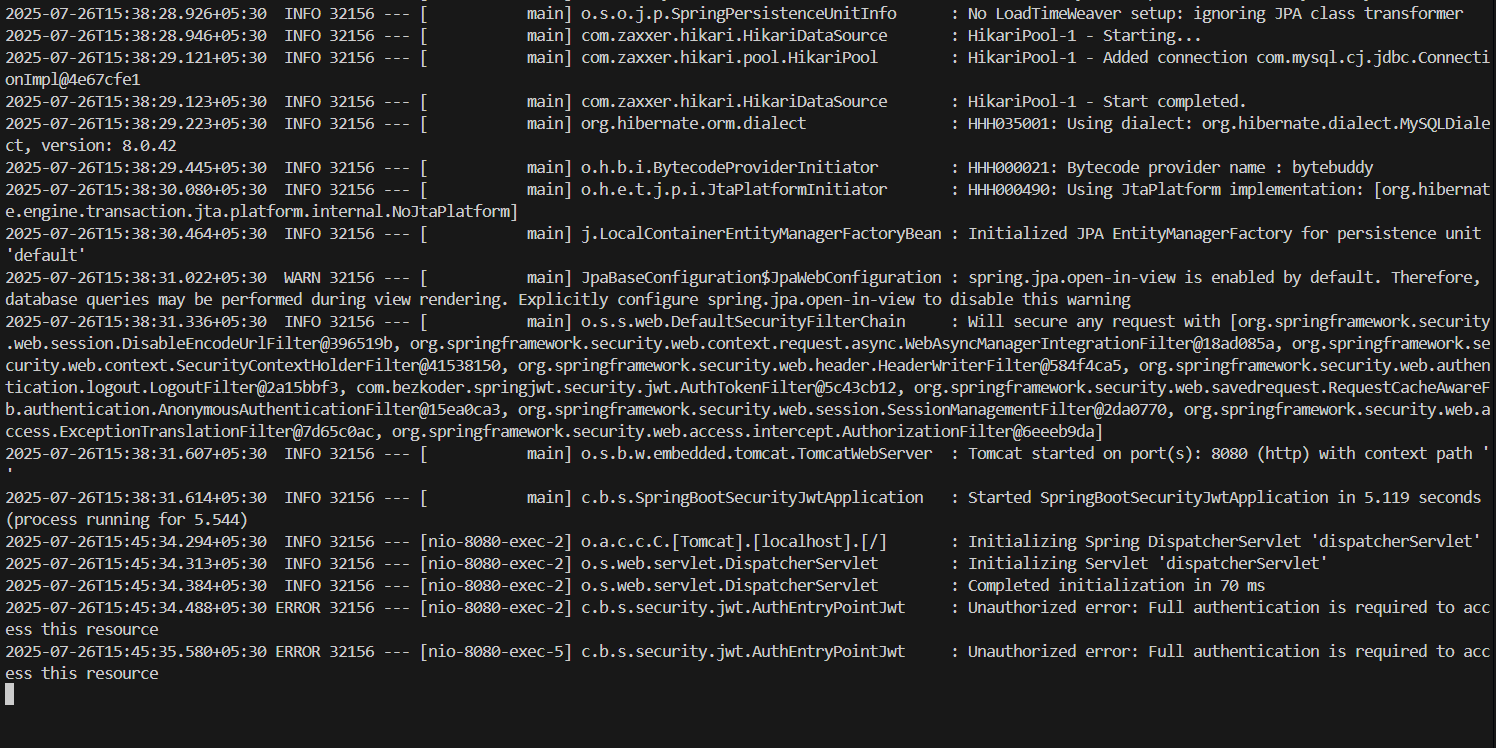 2025-07-26T15:38:28.926+05:30  INFO 32156 --- [           main] o.s.o.j.p.SpringPersistenceUnitInfo      : No LoadTimeWeaver setup: ignoring JPA class transformer
2025-07-26T15:38:28.946+05:30  INFO 32156 --- [           main] com.zaxxer.hikari.HikariDataSource       : HikariPool-1 - Starting...
2025-07-26T15:38:29.121+05:30  INFO 32156 --- [           main] com.zaxxer.hikari.pool.HikariPool        : HikariPool-1 - Added connection com.mysql.cj.jdbc.Connecti
onImpl@4e67cfe1
2025-07-26T15:38:29.123+05:30  INFO 32156 --- [           main] com.zaxxer.hikari.HikariDataSource       : HikariPool-1 - Start completed.
2025-07-26T15:38:29.223+05:30  INFO 32156 --- [           main] org.hibernate.orm.dialect                : HHH035001: Using dialect: org.hibernate.dialect.MySQLDiale
ct, version: 8.0.42
2025-07-26T15:38:29.445+05:30  INFO 32156 --- [           main] o.h.b.i.BytecodeProviderInitiator        : HHH000021: Bytecode provider name : bytebuddy
2025-07-26T15:38:30.080+05:30  INFO 32156 --- [           main] o.h.e.t.j.p.i.JtaPlatformInitiator       : HHH000490: Using JtaPlatform implementation: [org.hibernat
e.engine.transaction.jta.platform.internal.NoJtaPlatform]
2025-07-26T15:38:30.464+05:30  INFO 32156 --- [           main] j.LocalContainerEntityManagerFactoryBean : Initialized JPA EntityManagerFactory for persistence unit
'default'
2025-07-26T15:38:31.022+05:30  WARN 32156 --- [           main] JpaBaseConfiguration$JpaWebConfiguration : spring.jpa.open-in-view is enabled by default. Therefore,
database queries may be performed during view rendering. Explicitly configure spring.jpa.open-in-view to disable this warning
2025-07-26T15:38:31.336+05:30  INFO 32156 --- [           main] o.s.s.web.DefaultSecurityFilterChain     : Will secure any request with [org.springframework.security
.web.session.DisableEncodeUrlFilter@396519b, org.springframework.security.web.context.request.async.WebAsyncManagerIntegrationFilter@18ad085a, org.springframework.se
curity.web.context.SecurityContextHolderFilter@41538150, org.springframework.security.web.header.HeaderWriterFilter@584f4ca5, org.springframework.security.web.authen
tication.logout.LogoutFilter@2a15bbf3, com.bezkoder.springjwt.security.jwt.AuthTokenFilter@5c43cb12, org.springframework.security.web.savedrequest.RequestCacheAwareF
b.authentication.AnonymousAuthenticationFilter@15ea0ca3, org.springframework.security.web.session.SessionManagementFilter@2da0770, org.springframework.security.web.a
ccess.ExceptionTranslationFilter@7d65c0ac, org.springframework.security.web.access.intercept.AuthorizationFilter@6eeeb9da]
2025-07-26T15:38:31.607+05:30  INFO 32156 --- [           main] o.s.b.w.embedded.tomcat.TomcatWebServer  : Tomcat started on port(s): 8080 (http) with context path '
'
2025-07-26T15:38:31.614+05:30  INFO 32156 --- [           main] c.b.s.SpringBootSecurityJwtApplication   : Started SpringBootSecurityJwtApplication in 5.119 seconds
(process running for 5.544)
2025-07-26T15:45:34.294+05:30  INFO 32156 --- [nio-8080-exec-2] o.a.c.c.C.[Tomcat].[localhost].[/]       : Initializing Spring DispatcherServlet 'dispatcherServlet'
2025-07-26T15:45:34.313+05:30  INFO 32156 --- [nio-8080-exec-2] o.s.web.servlet.DispatcherServlet        : Initializing Servlet 'dispatcherServlet'
2025-07-26T15:45:34.384+05:30  INFO 32156 --- [nio-8080-exec-2] o.s.web.servlet.DispatcherServlet        : Completed initialization in 70 ms
2025-07-26T15:45:34.488+05:30 ERROR 32156 --- [nio-8080-exec-2] c.b.s.security.jwt.AuthEntryPointJwt     : Unauthorized error: Full authentication is required to acc
ess this resource
2025-07-26T15:45:35.580+05:30 ERROR 32156 --- [nio-8080-exec-5] c.b.s.security.jwt.AuthEntryPointJwt     : Unauthorized error: Full authentication is required to acc
ess this resource